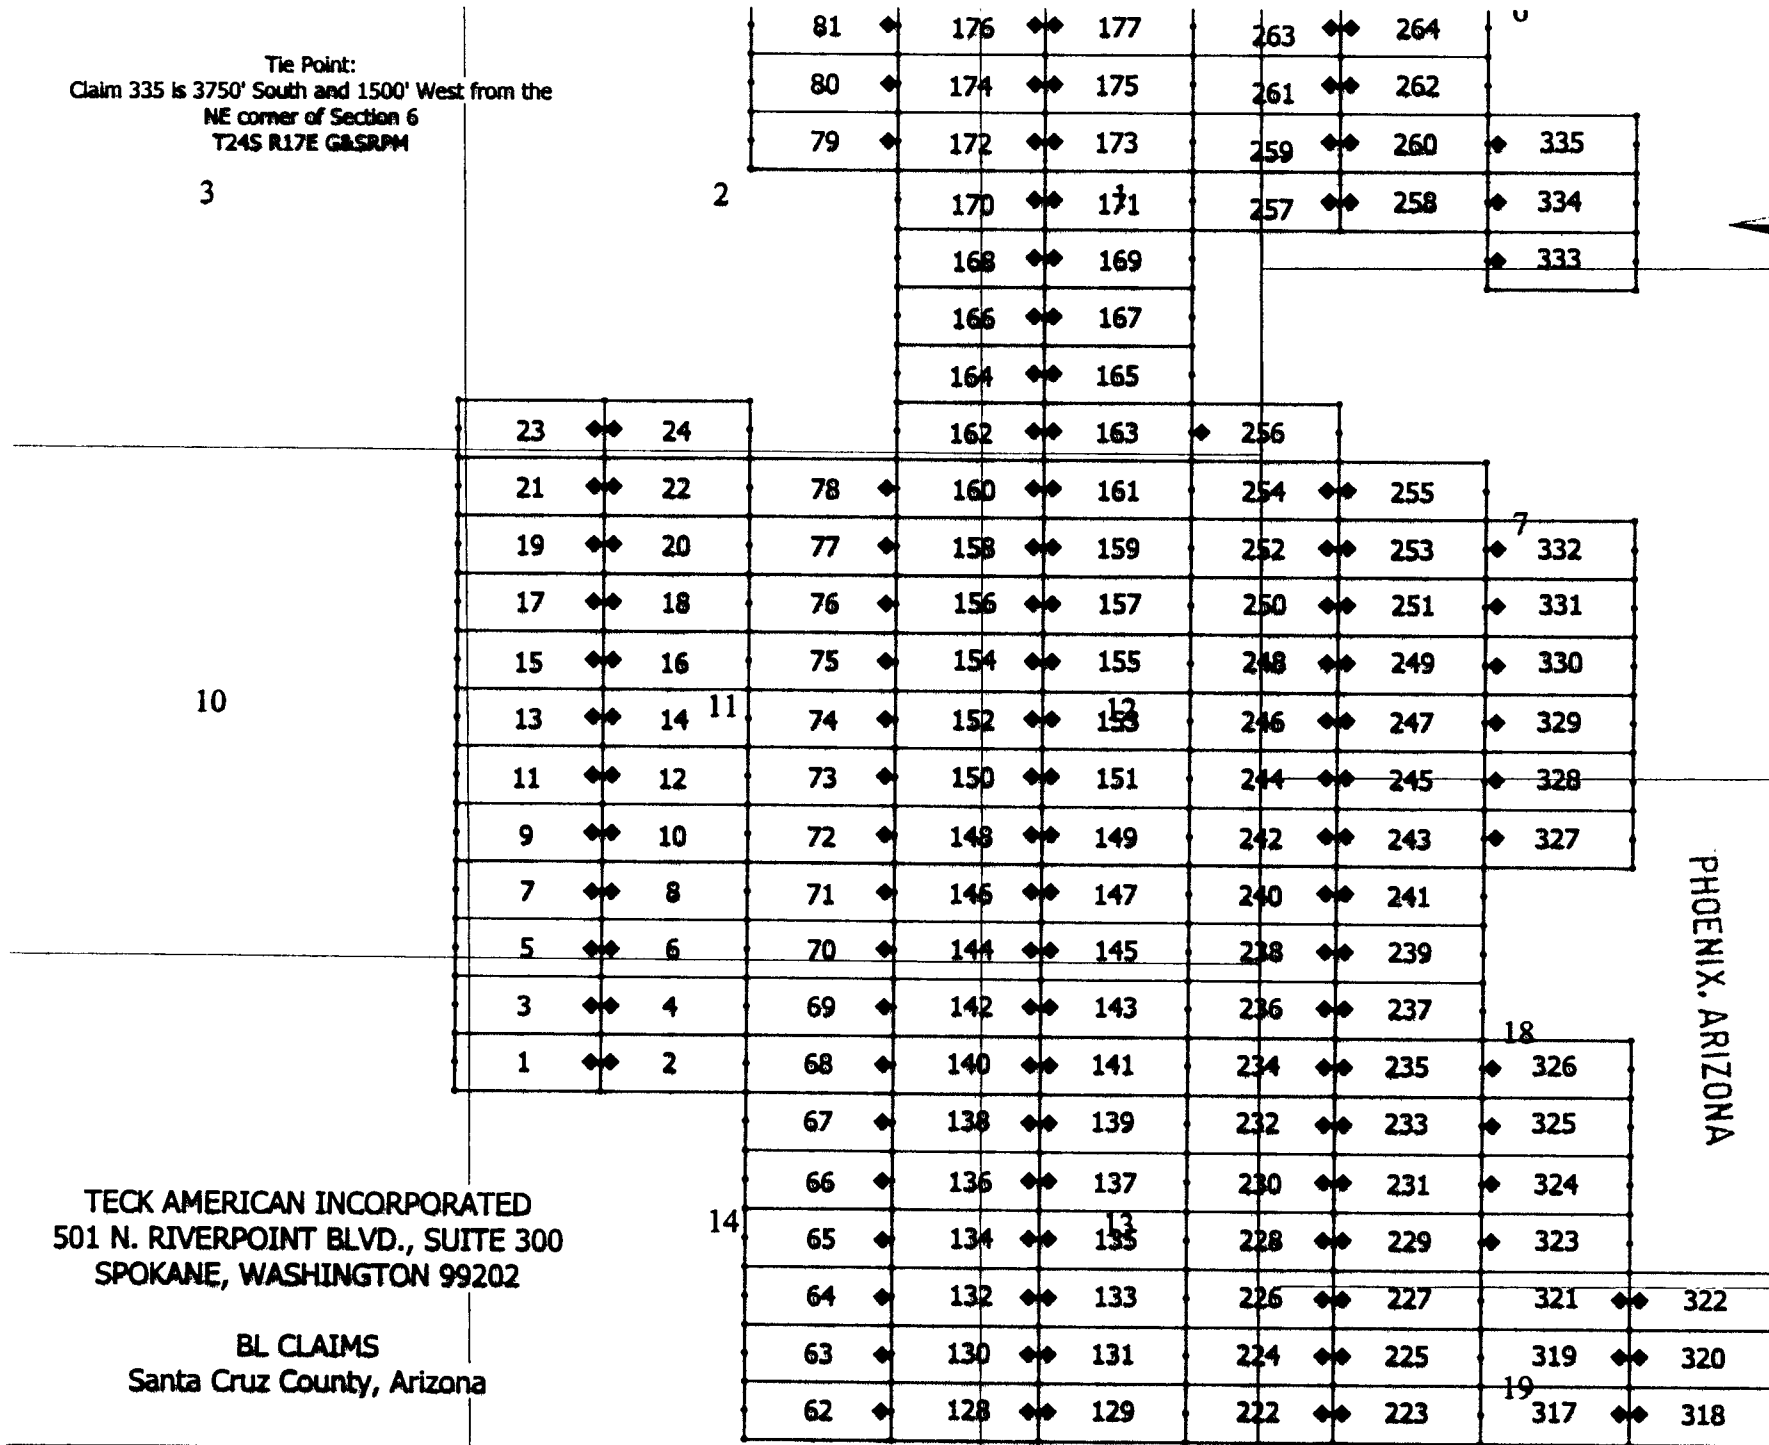 81 176 177 263 264
Tie Point:
Claim 335 is 3750' South and 1500' West from the
NE corner of Section 6
T24S R17E G&SRPM
80 174 175 261 262
79 172 173 259 260 335
3 2 1
170 171 257 258 334
168 169 333
166 167
164 165
23 24 162 163 256
21 22 78 160 161 254 255
7
19 20 77 158 159 252 253 332
17 18 76 156 157 250 251 331
15 16 75 154 155 248 249 330
10 11 12
13 14 74 152 153 246 247 329
11 12 73 150 151 244 245 328
9 10 72 148 149 242 243 327
7 8 71 146 147 240 241
5 6 70 144 145 238 239
3 4 69 142 143 236 237
18
1 2 68 140 141 234 235 326
PHOENIX, ARIZONA
67 138 139 232 233 325
66 136 137 230 231 324
TECK AMERICAN INCORPORATED
501 N. RIVERPOINT BLVD., SUITE 300
SPOKANE, WASHINGTON 99202
14 13
65 134 135 228 229 323
64 132 133 226 227 321 322
BL CLAIMS
Santa Cruz County, Arizona
63 130 131 224 225 319 320
19
62 128 129 222 223 317 318